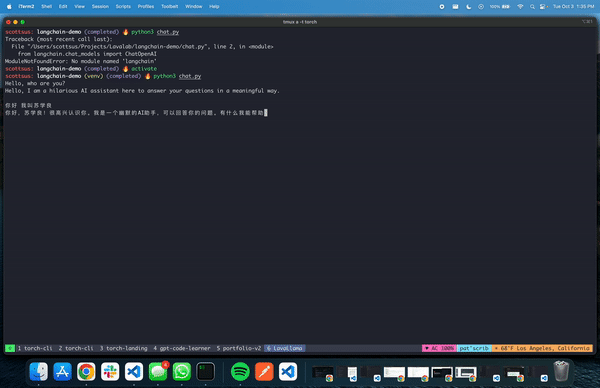 iTerm2 Shell Edit View Session Scripts Profiles Toolbelt Window Help 100% Tue Oct 3 1:35 PM
tmux a -t torch
scottsus: langchain-demo (completed) 🔥 python3 chat.py
Traceback (most recent call last):
File "/Users/scottsus/Projects/Lavalab/langchain-demo/chat.py", line 2, in <module>
from langchain.chat_models import ChatOpenAI
ModuleNotFoundError: No module named 'langchain'
scottsus: langchain-demo (completed) 🔥 activate
scottsus: langchain-demo (venv) (completed) 🔥 python3 chat.py
Hello, who are you?
Hello, I am a hilarious AI assistant here to answer your questions in a meaningful way.
你好 我叫苏学良
你好，苏学良！很高兴认识你。我是一个幽默的AI助手，可以回答你的问题。有什么我能帮助
1 torch-cli 2 torch-cli 3 torch-landing 4 gpt-code-learner 5 portfolio-v2 6 LavaLlamo ♥ AC 100% pat'scrib ☀ 68°F Los Angeles, California